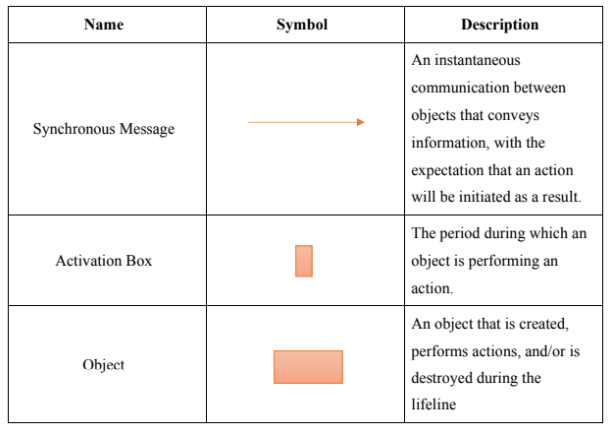 Name Symbol Description
Synchronous Message
An instantaneous
communication between
objects that conveys
information, with the
expectation that an action
will be initiated as a result.
Activation Box
The period during which an
object is performing an
action.
Object
An object that is created,
performs actions, and/or is
destroyed during the
lifeline